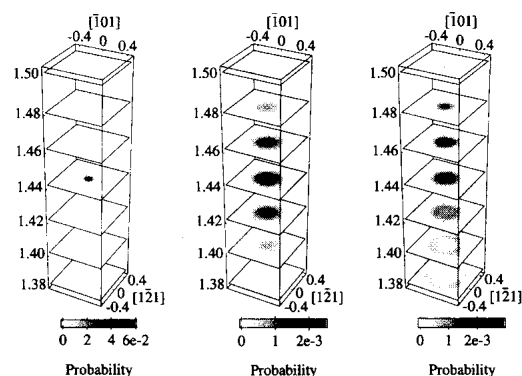 [1̄01] [1̄01] [1̄01]
-0.4 0 0.4 -0.4 0 0.4 -0.4 0 0.4
1.50 1.50 1.50
1.48 1.48 1.48
1.46 1.46 1.46
1.44 1.44 1.44
1.42 1.42 1.42
1.40 1.40 1.40
1.38 1.38 1.38
0.4 0.4 0.4
0 [12̄1] 0 [12̄1] 0 [12̄1]
-0.4 -0.4 -0.4
0 2 4 6e-2 0 1 2e-3 0 1 2e-3
Probability Probability Probability